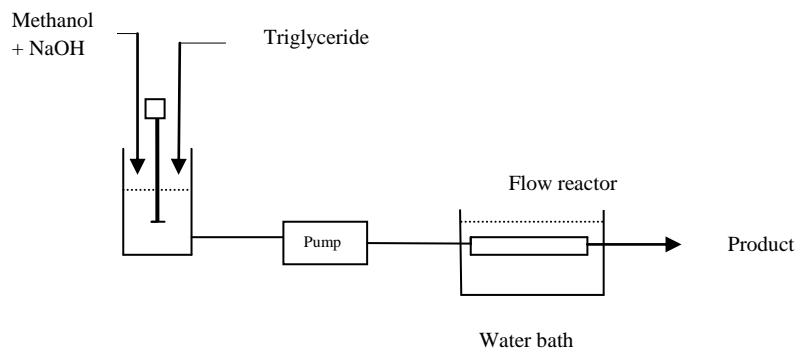 Methanol
+ NaOH
Triglyceride
Flow reactor
Pump
Product
Water bath